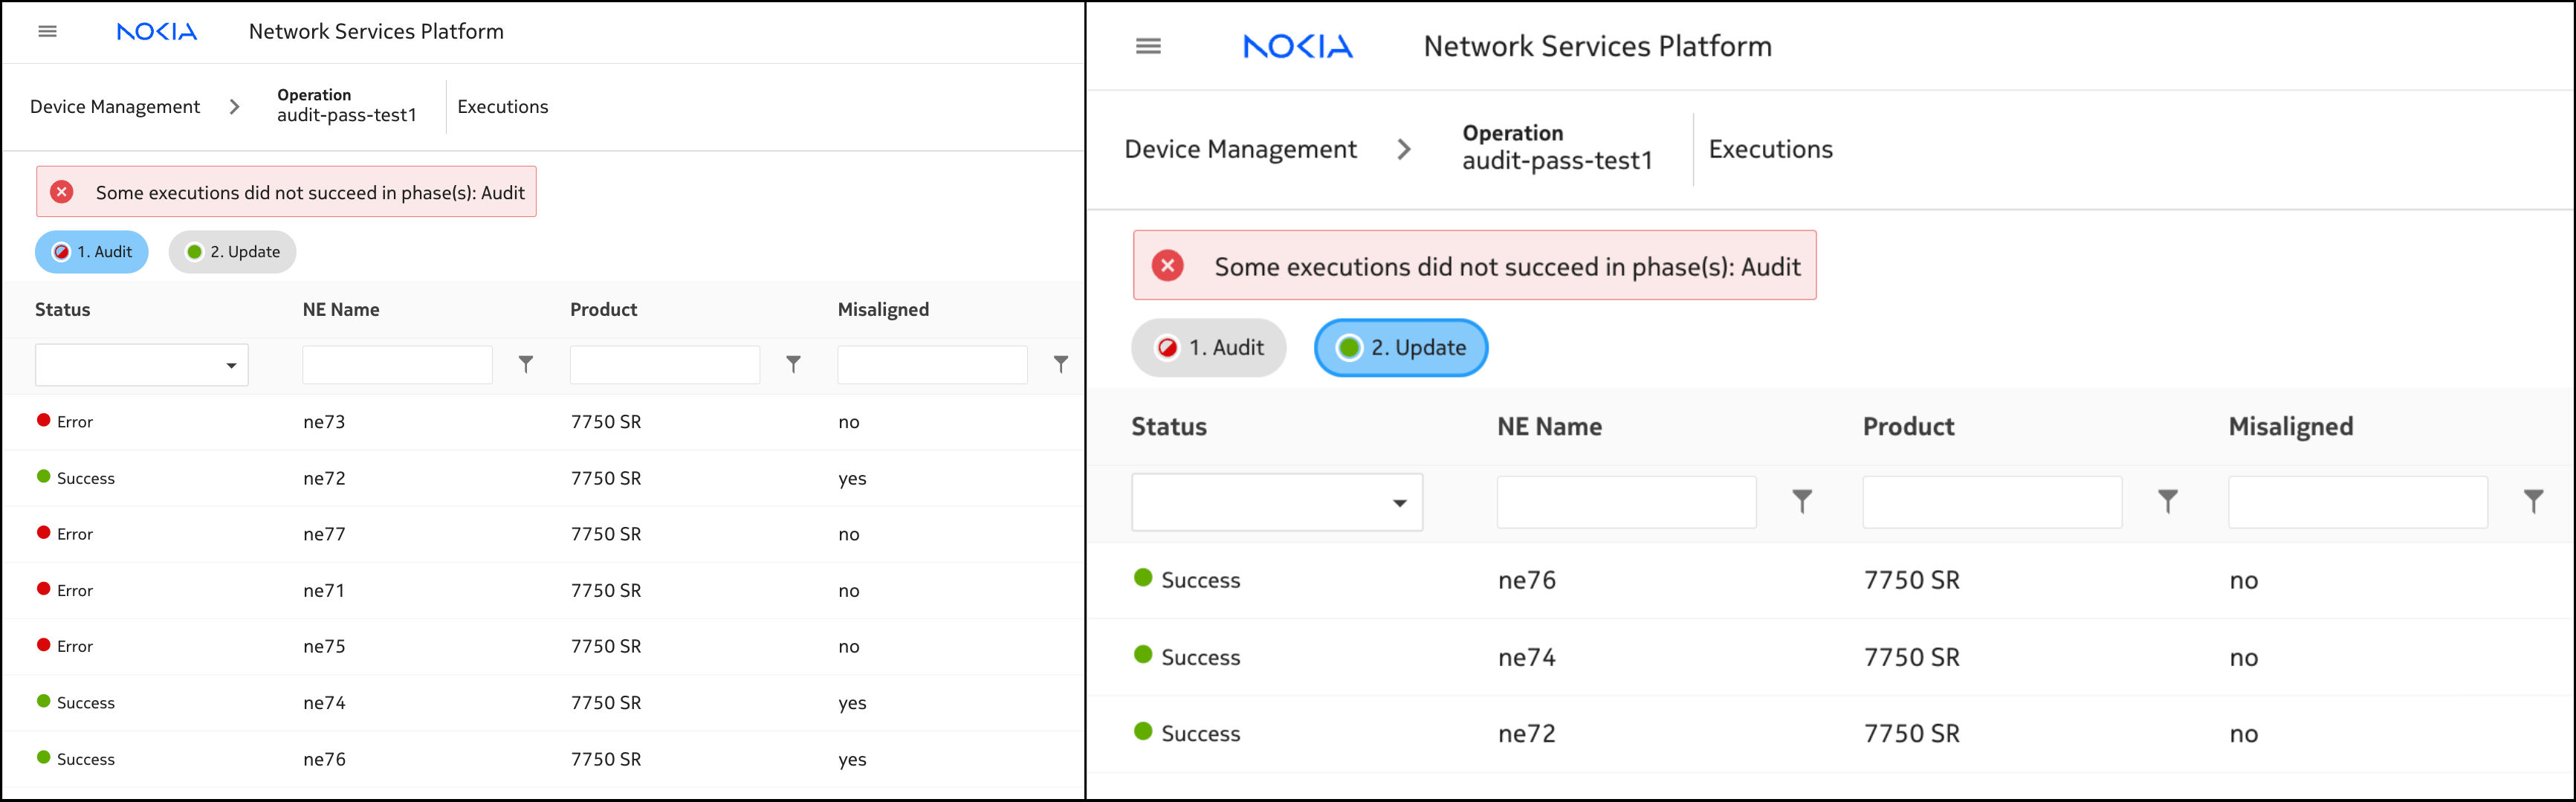 NOKIA Network Services Platform
Device Management Operation Executions
audit-pass-test1
Some executions did not succeed in phase(s): Audit
1. Audit 2. Update
Status NE Name Product Misaligned
Error ne73 7750 SR no
Success ne72 7750 SR yes
Error ne77 7750 SR no
Error ne71 7750 SR no
Error ne75 7750 SR no
Success ne74 7750 SR yes
Success ne76 7750 SR yes
NOKIA Network Services Platform
Device Management Operation Executions
audit-pass-test1
Some executions did not succeed in phase(s): Audit
1. Audit 2. Update
Status NE Name Product Misaligned
Success ne76 7750 SR no
Success ne74 7750 SR no
Success ne72 7750 SR no